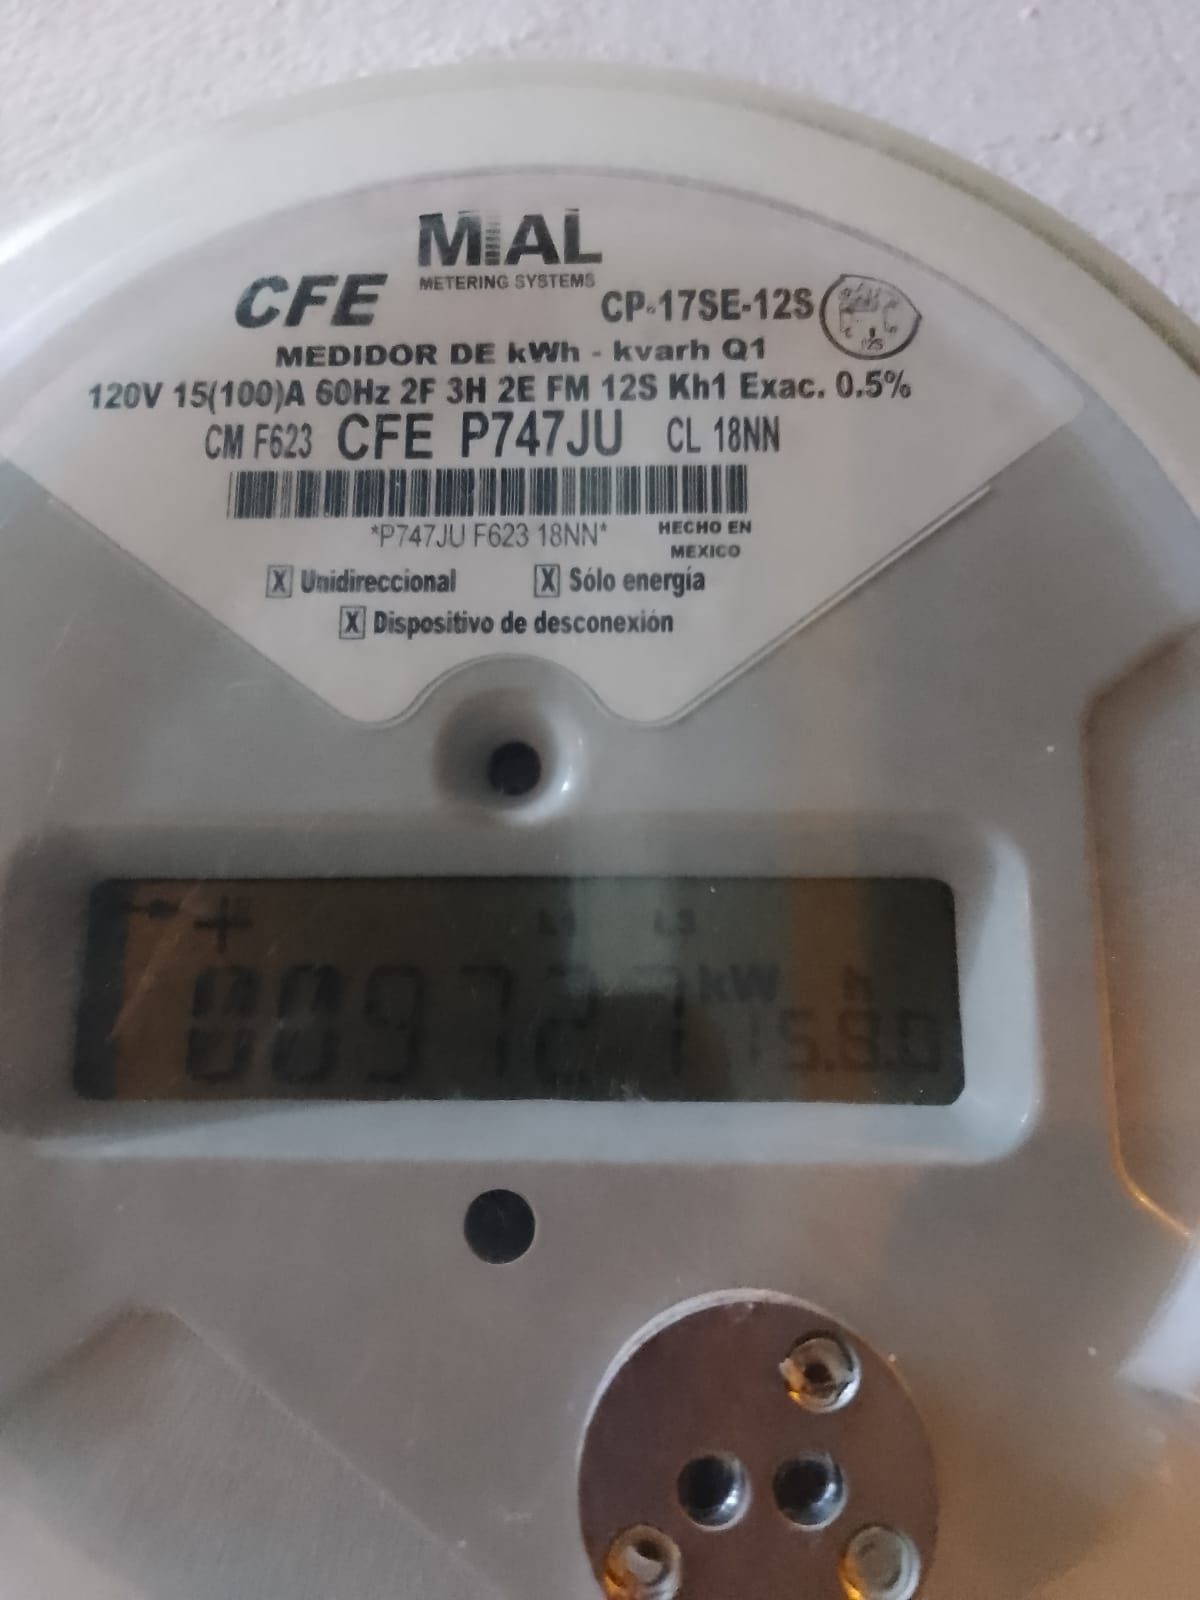 MIAL
METERING SYSTEMS
CFE
CP-17SE-12S
12S
MEDIDOR DE kWh - kvarh Q1
120V 15(100)A 60Hz 2F 3H 2E FM 12S Kh1 Exac. 0.5%
CM F623 CFE P747JU CL 18NN
*P747JU F623 18NN*
HECHO EN
MEXICO
X Unidireccional X Sólo energía
X Dispositivo de desconexión
kW h